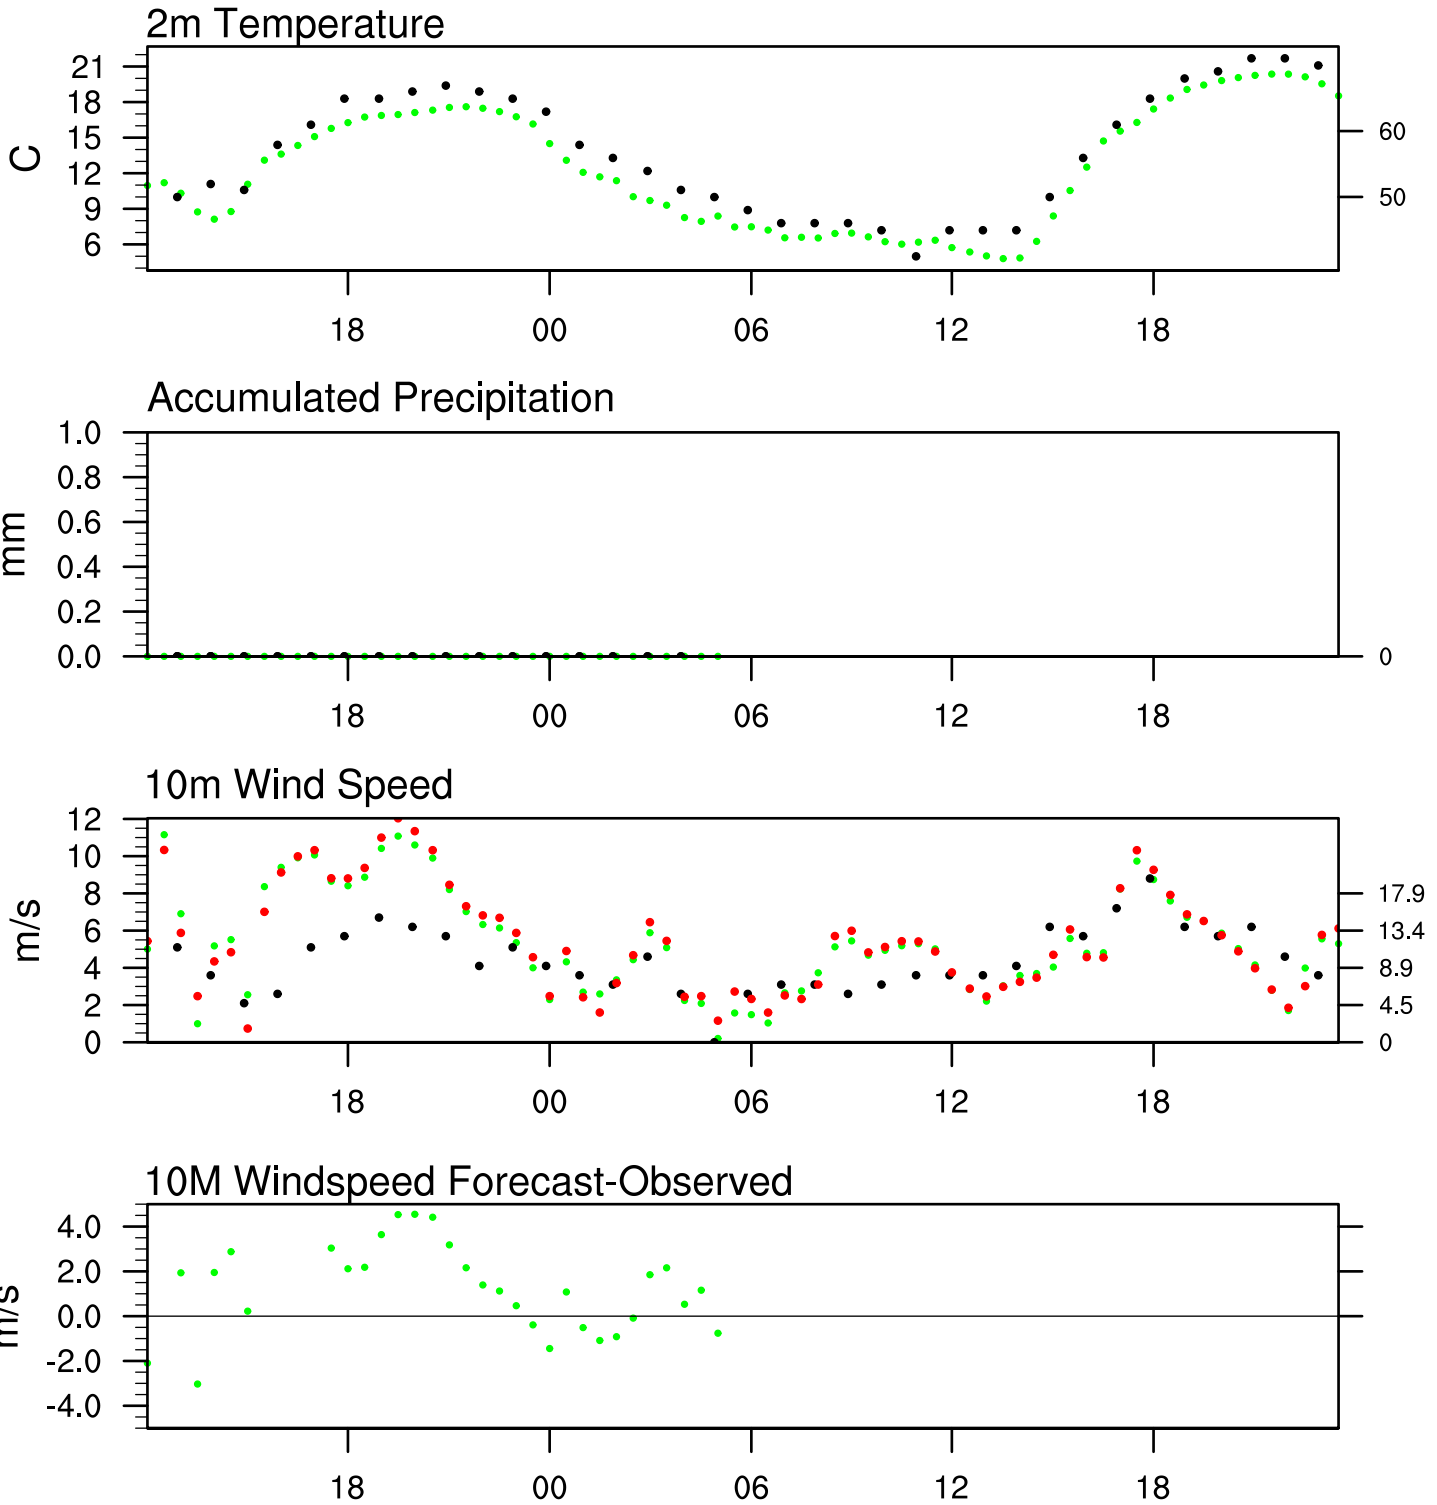 2m Temperature
21
18
15
12
9
6
C
60
50
18 00 06 12 18
Accumulated Precipitation
1.0
0.8
0.6
0.4
0.2
0.0
mm
0
18 00 06 12 18
10m Wind Speed
12
10
8
6
4
2
0
m/s
17.9
13.4
8.9
4.5
0
18 00 06 12 18
10M Windspeed Forecast-Observed
4.0
2.0
0.0
-2.0
-4.0
m/s
18 00 06 12 18